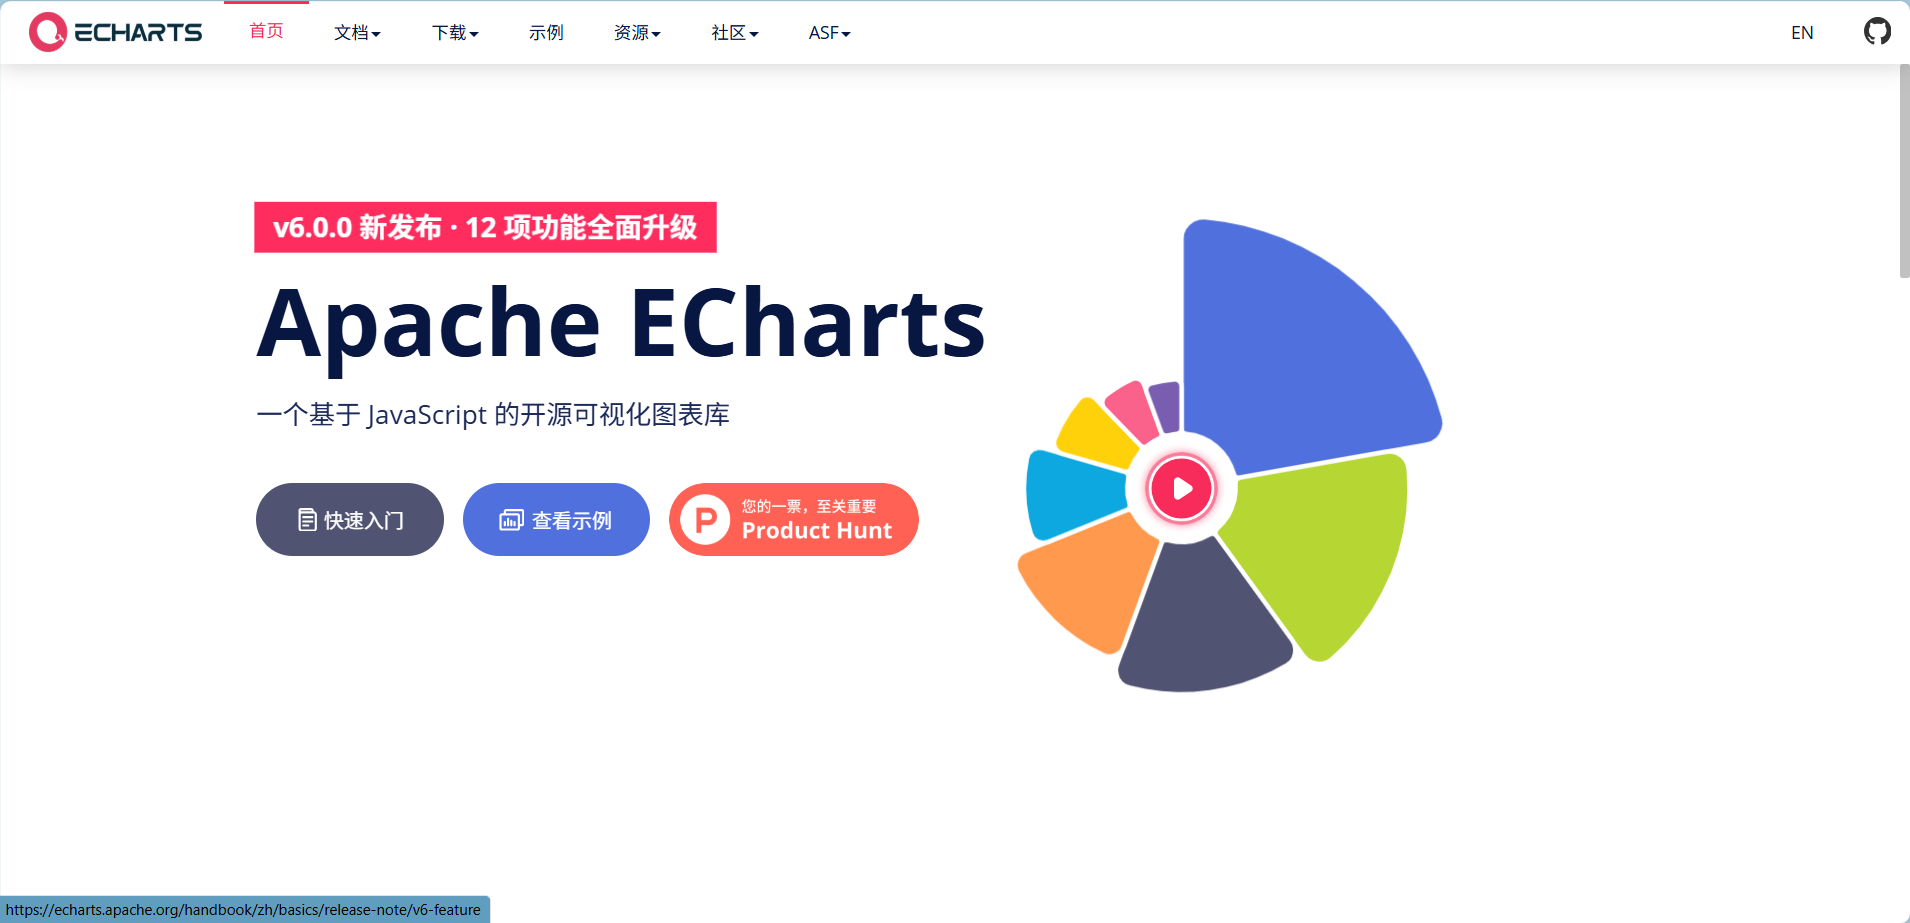 ECHARTS 首页 文档 下载 示例 资源 社区 ASF EN
v6.0.0 新发布 · 12 项功能全面升级
Apache ECharts
一个基于 JavaScript 的开源可视化图表库
快速入门
查看示例
P
您的一票，至关重要
Product Hunt
https://echarts.apache.org/handbook/zh/basics/release-note/v6-feature